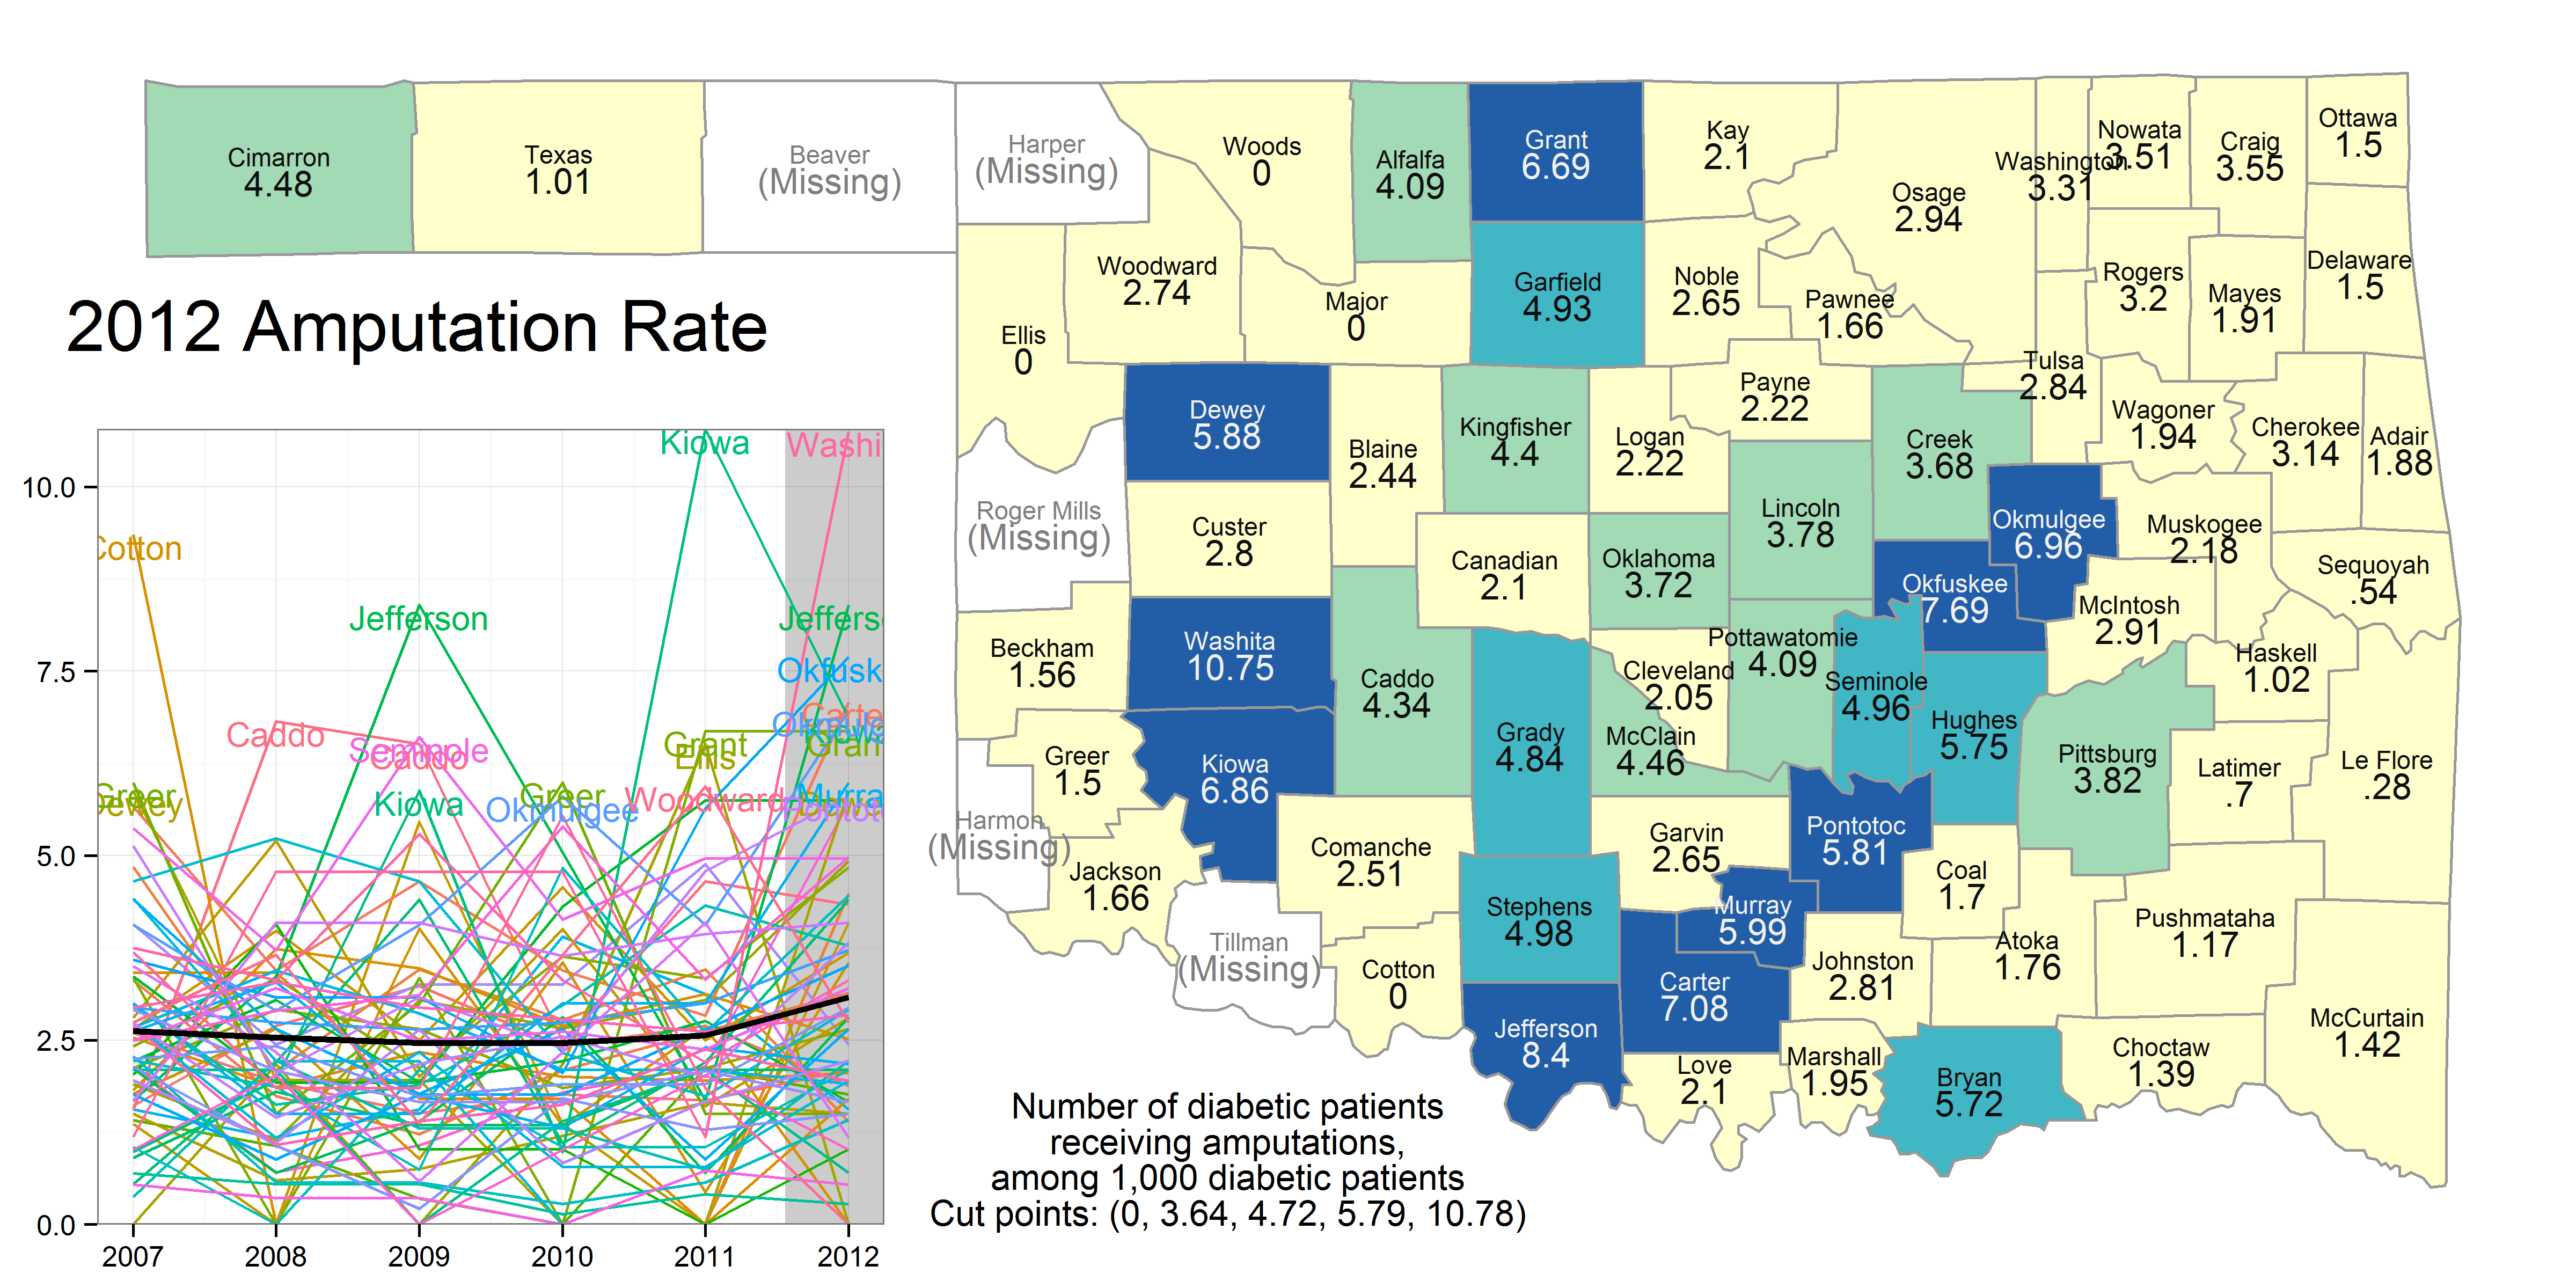 Cimarron
4.48
Texas
1.01
Beaver
(Missing)
Harper
(Missing)
Woods
0
Alfalfa
4.09
Grant
6.69
Kay
2.1
Osage
2.94
Washington
3.31
Nowata
3.51
Craig
3.55
Ottawa
1.5
Ellis
0
Woodward
2.74
Major
0
Garfield
4.93
Noble
2.65
Pawnee
1.66
Rogers
3.2
Mayes
1.91
Delaware
1.5
Dewey
5.88
Blaine
2.44
Kingfisher
4.4
Logan
2.22
Payne
2.22
Creek
3.68
Tulsa
2.84
Wagoner
1.94
Cherokee
3.14
Adair
1.88
Roger Mills
(Missing)
Custer
2.8
Canadian
2.1
Oklahoma
3.72
Lincoln
3.78
Okmulgee
6.96
Muskogee
2.18
Okfuskee
7.69
McIntosh
2.91
Sequoyah
.54
Beckham
1.56
Washita
10.75
Caddo
4.34
Grady
4.84
Cleveland
2.05
Pottawatomie
4.09
Seminole
4.96
Hughes
5.75
Haskell
1.02
McClain
4.46
Pittsburg
3.82
Latimer
.7
Le Flore
.28
Greer
1.5
Kiowa
6.86
Harmon
(Missing)
Jackson
1.66
Comanche
2.51
Garvin
2.65
Pontotoc
5.81
Coal
1.7
Stephens
4.98
Murray
5.99
Tillman
(Missing)
Cotton
0
Carter
7.08
Johnston
2.81
Atoka
1.76
Pushmataha
1.17
Jefferson
8.4
Love
2.1
Marshall
1.95
Bryan
5.72
Choctaw
1.39
McCurtain
1.42
2012 Amputation Rate
10.0
7.5
5.0
2.5
0.0
2007 2008 2009 2010 2011 2012
Kiowa
Washi
Cotton
Jefferson
Jeffers
Okfusk
Caddo
Seminole
Caddo
Grant
Ellis
Carte
Kiowa
Gran
Greer
Kiowa
Greer
Okmulgee
Woodward
Murra
Number of diabetic patients
receiving amputations,
among 1,000 diabetic patients
Cut points: (0, 3.64, 4.72, 5.79, 10.78)